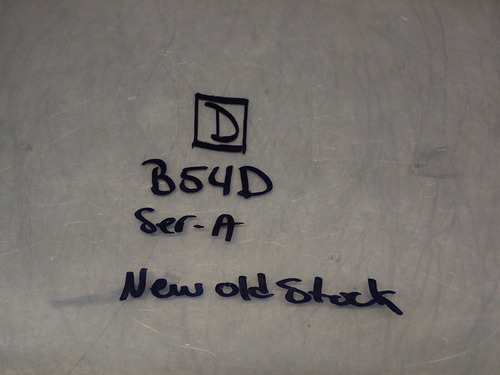 D
B54D
Ser-A
New old Stock